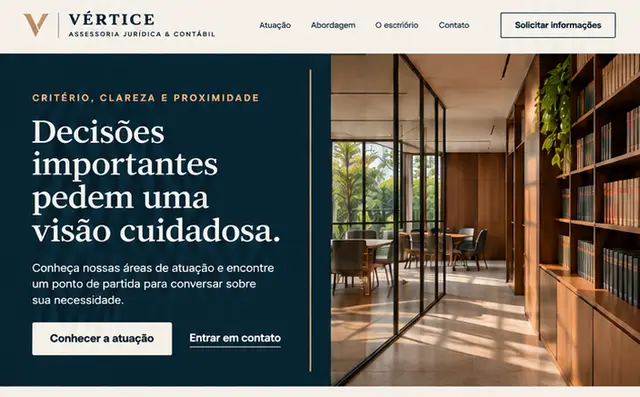 VÉRTICE
ASSESSORIA JURÍDICA & CONTÁBIL
Atuação
Abordagem
O escritório
Contato
Solicitar informações
CRITÉRIO, CLAREZA E PROXIMIDADE
Decisões
importantes
pedem uma
visão cuidadosa.
Conheça nossas áreas de atuação e encontre
um ponto de partida para conversar sobre
sua necessidade.
Conhecer a atuação
Entrar em contato